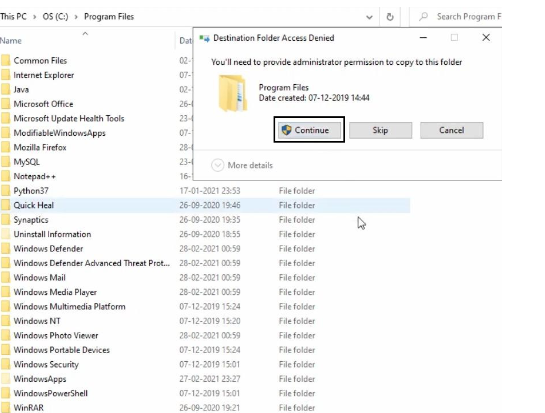 This PC > OS (C:) > Program Files
Search Program F
Name
Dat
Destination Folder Access Denied
You'll need to provide administrator permission to copy to this folder
Program Files
Date created: 07-12-2019 14:44
Continue
Skip
Cancel
More details
Common Files 02-
Internet Explorer 07-
Java 02-
Microsoft Office 26-0
Microsoft Update Health Tools 23-0
ModifiableWindowsApps 07-
Mozilla Firefox 28-0
MySQL 23-0
Notepad++ 16-
Python37 17-01-2021 23:53 File folder
Quick Heal 26-09-2020 19:46 File folder
Synaptics 26-09-2020 19:35 File folder
Uninstall Information 26-09-2020 18:55 File folder
Windows Defender 28-02-2021 00:59 File folder
Windows Defender Advanced Threat Prot... 28-02-2021 00:59 File folder
Windows Mail 28-02-2021 00:59 File folder
Windows Media Player 28-02-2021 00:59 File folder
Windows Multimedia Platform 07-12-2019 15:24 File folder
Windows NT 07-12-2019 15:20 File folder
Windows Photo Viewer 28-02-2021 00:59 File folder
Windows Portable Devices 07-12-2019 15:24 File folder
Windows Security 07-12-2019 15:01 File folder
WindowsApps 27-02-2021 23:27 File folder
WindowsPowerShell 07-12-2019 15:01 File folder
WinRAR 26-09-2020 19:21 File folder